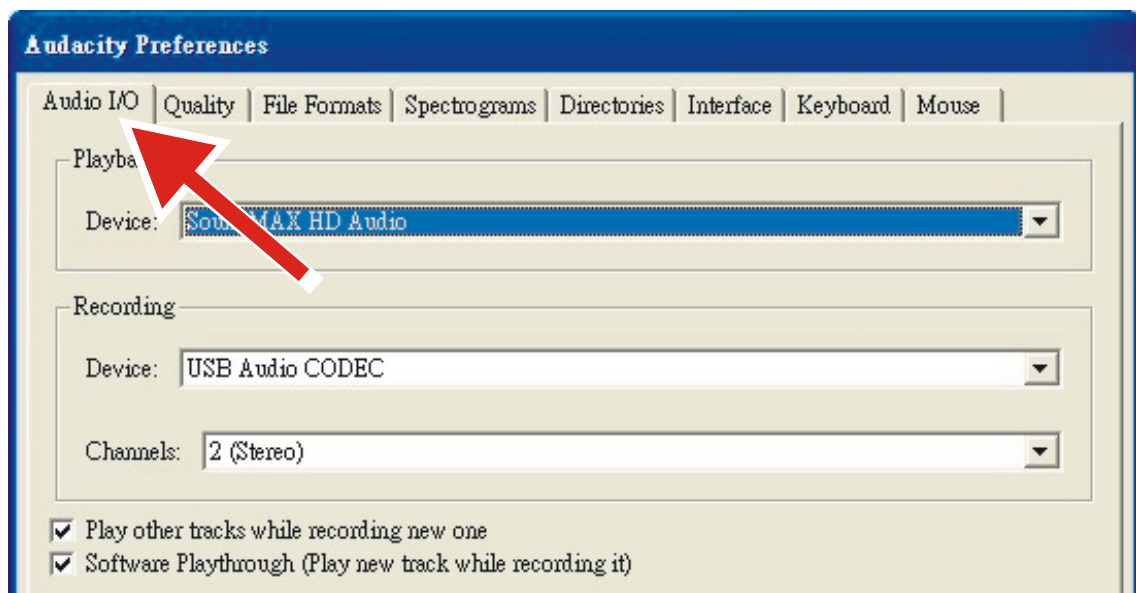 Audacity Preferences
Audio I/O Quality File Formats Spectrograms Directories Interface Keyboard Mouse
Device: MAX HD Audio
Recording
Device: USB Audio CODEC
Channels: 2 (Stereo)
Play other tracks while recording new one
Software Playthrough (Play new track while recording it)